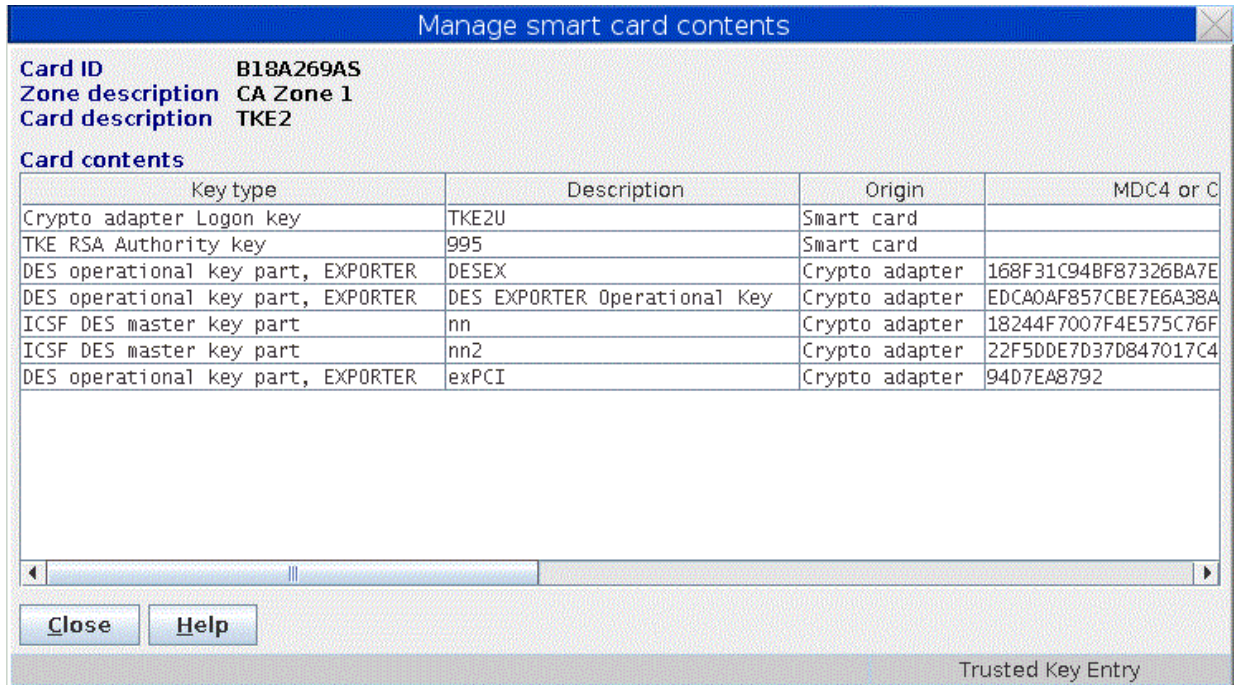 Manage smart card contents
Card ID B18A269AS
Zone description CA Zone 1
Card description TKE2
Card contents
Key type Description Origin MDC4 or C
Crypto adapter Logon key TKE2U Smart card
TKE RSA Authority key 995 Smart card
DES operational key part, EXPORTER DESEX Crypto adapter 168F31C94BF87326BA7E
DES operational key part, EXPORTER DES EXPORTER Operational Key Crypto adapter EDCA0AF857CBE7E6A38A
ICSF DES master key part nn Crypto adapter 18244F7007F4E575C76F
ICSF DES master key part nn2 Crypto adapter 22F5DDE7D37D847017C4
DES operational key part, EXPORTER exPCI Crypto adapter 94D7EA8792
Close Help
Trusted Key Entry